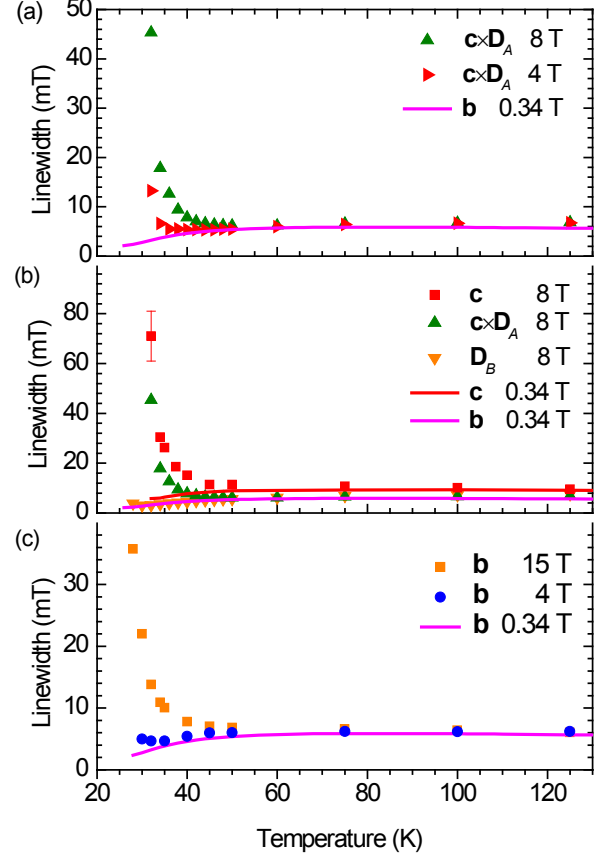 (a)
50
40
30
20
10
0
Linewidth (mT)
c×D_A 8 T
c×D_A 4 T
b 0.34 T
(b)
80
60
40
20
0
Linewidth (mT)
c 8 T
c×D_A 8 T
D_B 8 T
c 0.34 T
b 0.34 T
(c)
30
20
10
0
Linewidth (mT)
b 15 T
b 4 T
b 0.34 T
20 40 60 80 100 120
Temperature (K)